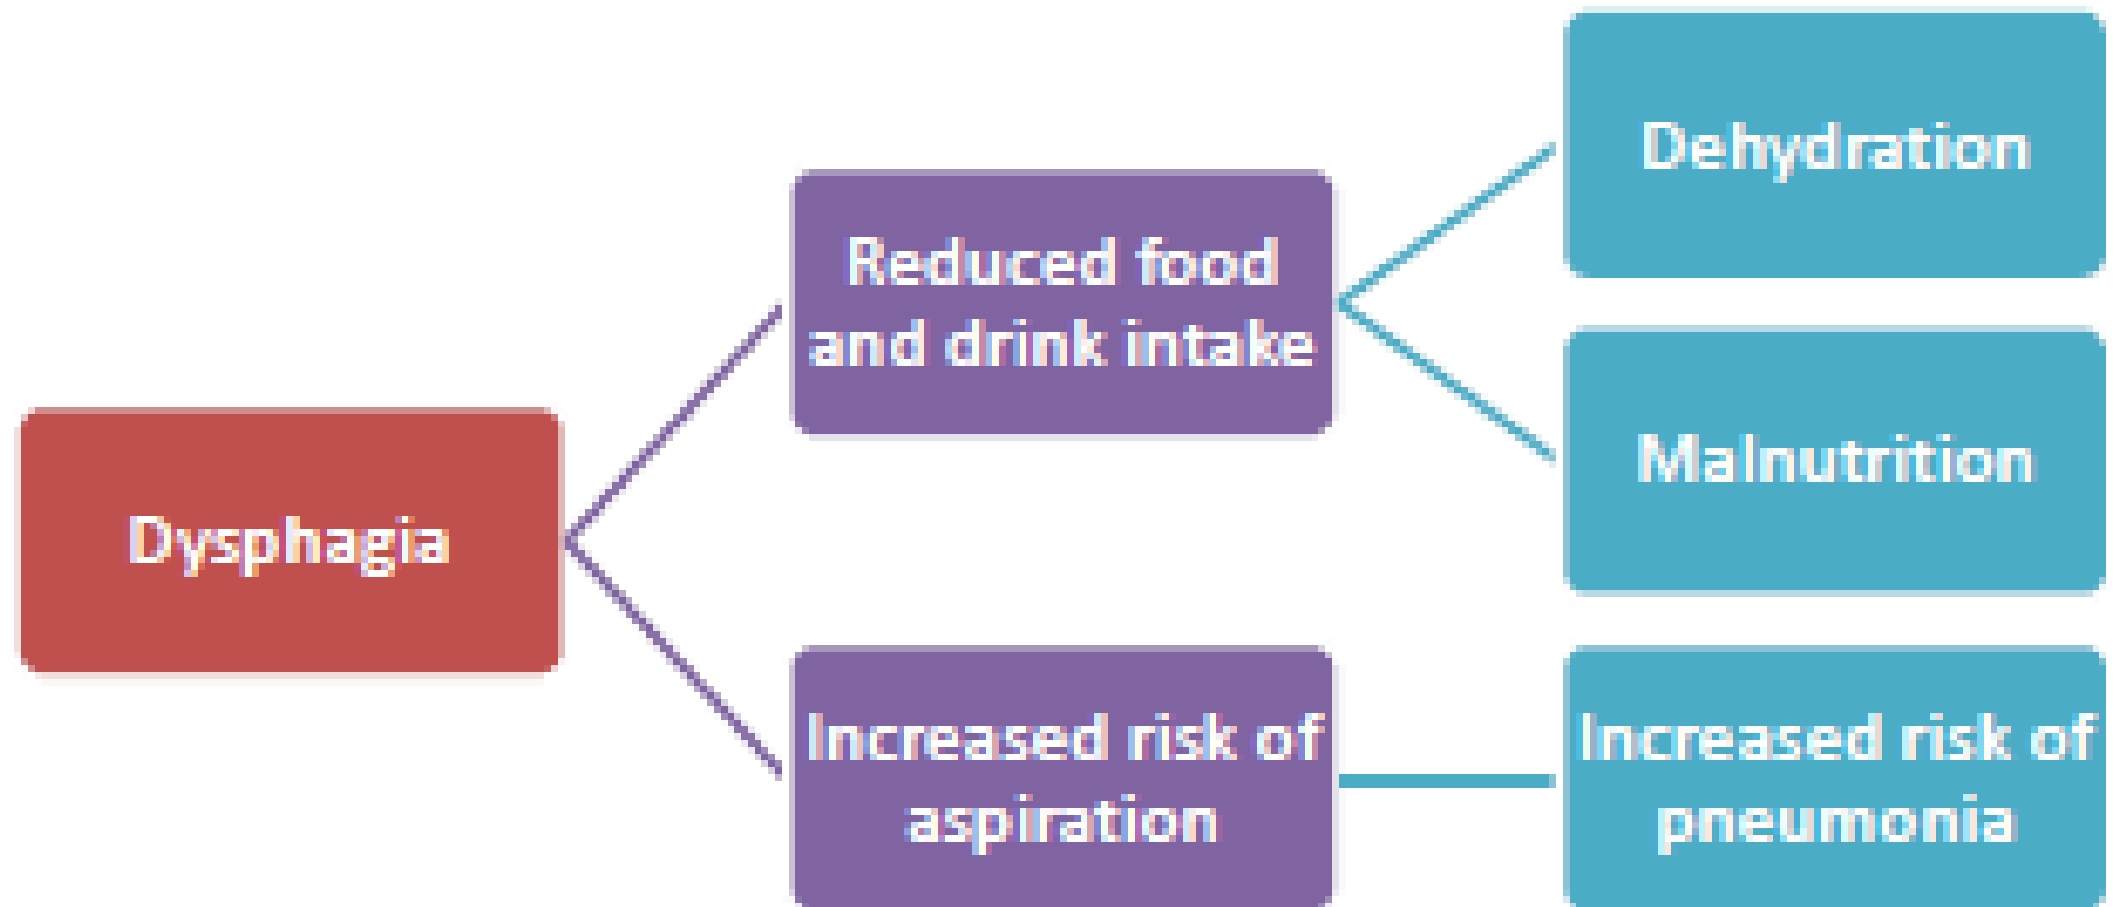 Dysphagia
Reduced food
and drink intake
Increased risk of
aspiration
Dehydration
Malnutrition
Increased risk of
pneumonia